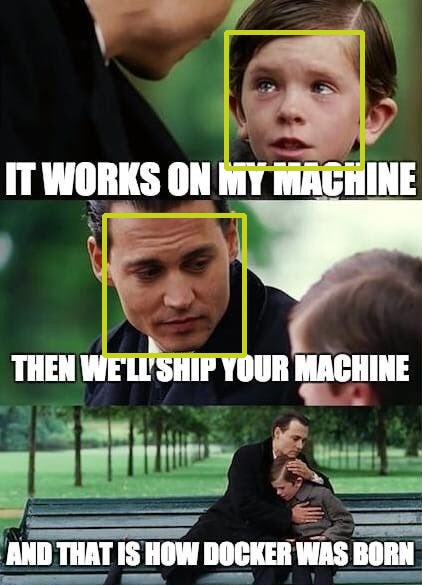 IT WORKS ON MY MACHINE
THEN WE'LL SHIP YOUR MACHINE
AND THAT IS HOW DOCKER WAS BORN